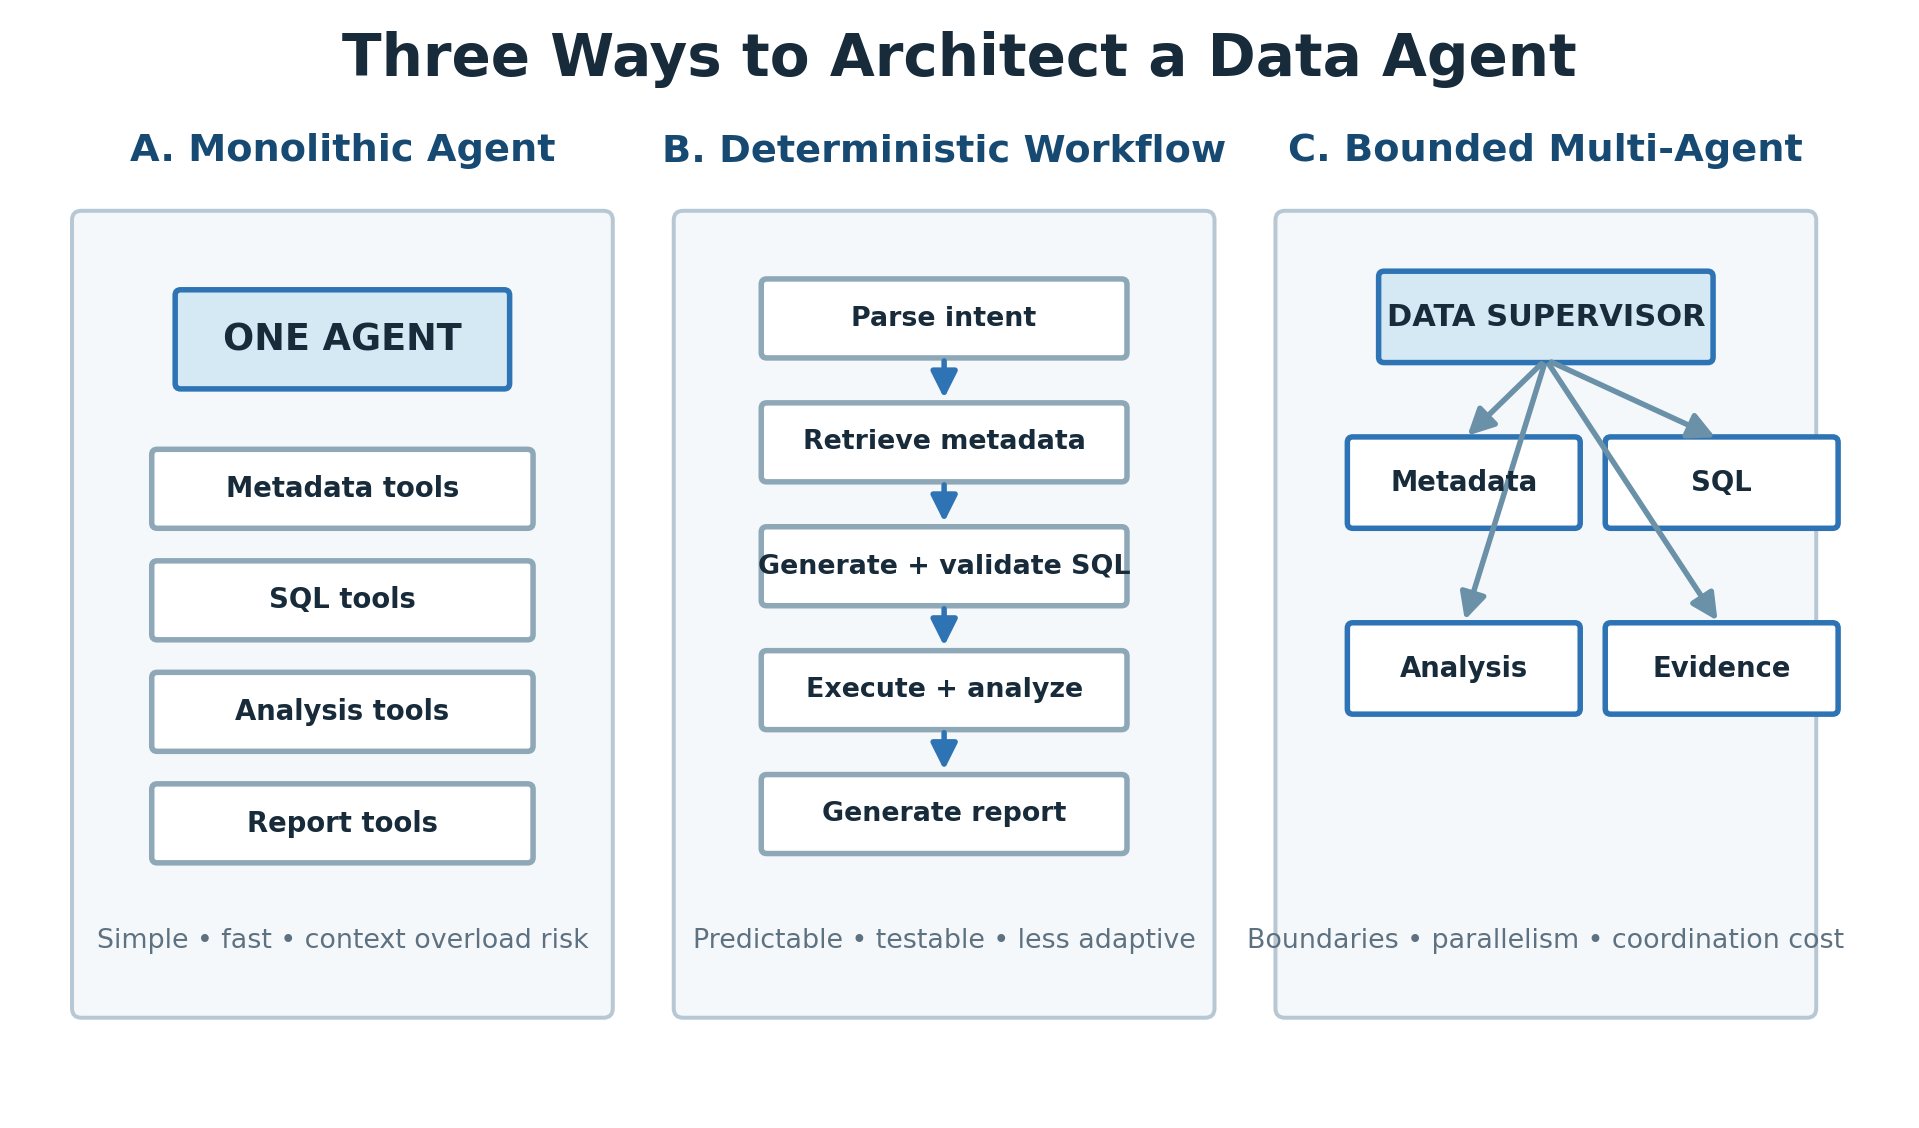 Three Ways to Architect a Data Agent
A. Monolithic Agent
ONE AGENT
Metadata tools
SQL tools
Analysis tools
Report tools
Simple • fast • context overload risk
B. Deterministic Workflow
Parse intent
Retrieve metadata
Generate + validate SQL
Execute + analyze
Generate report
Predictable • testable • less adaptive
C. Bounded Multi-Agent
DATA SUPERVISOR
Metadata
SQL
Analysis
Evidence
Boundaries • parallelism • coordination cost